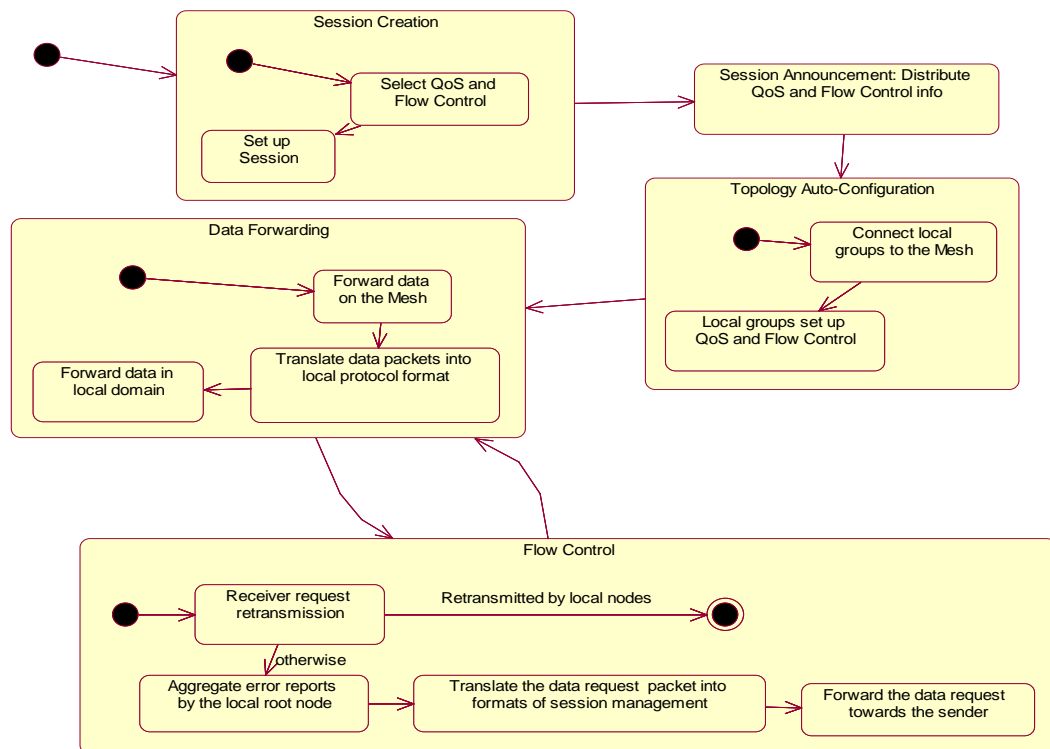 Session Creation
Select QoS and
Flow Control
Set up
Session
Session Announcement: Distribute
QoS and Flow Control info
Topology Auto-Configuration
Connect local
groups to the Mesh
Local groups set up
QoS and Flow Control
Data Forwarding
Forward data
on the Mesh
Translate data packets into
local protocol format
Forward data in
local domain
Flow Control
Receiver request
retransmission
Retransmitted by local nodes
otherwise
Aggregate error reports
by the local root node
Translate the data request packet into
formats of session management
Forward the data request
towards the sender